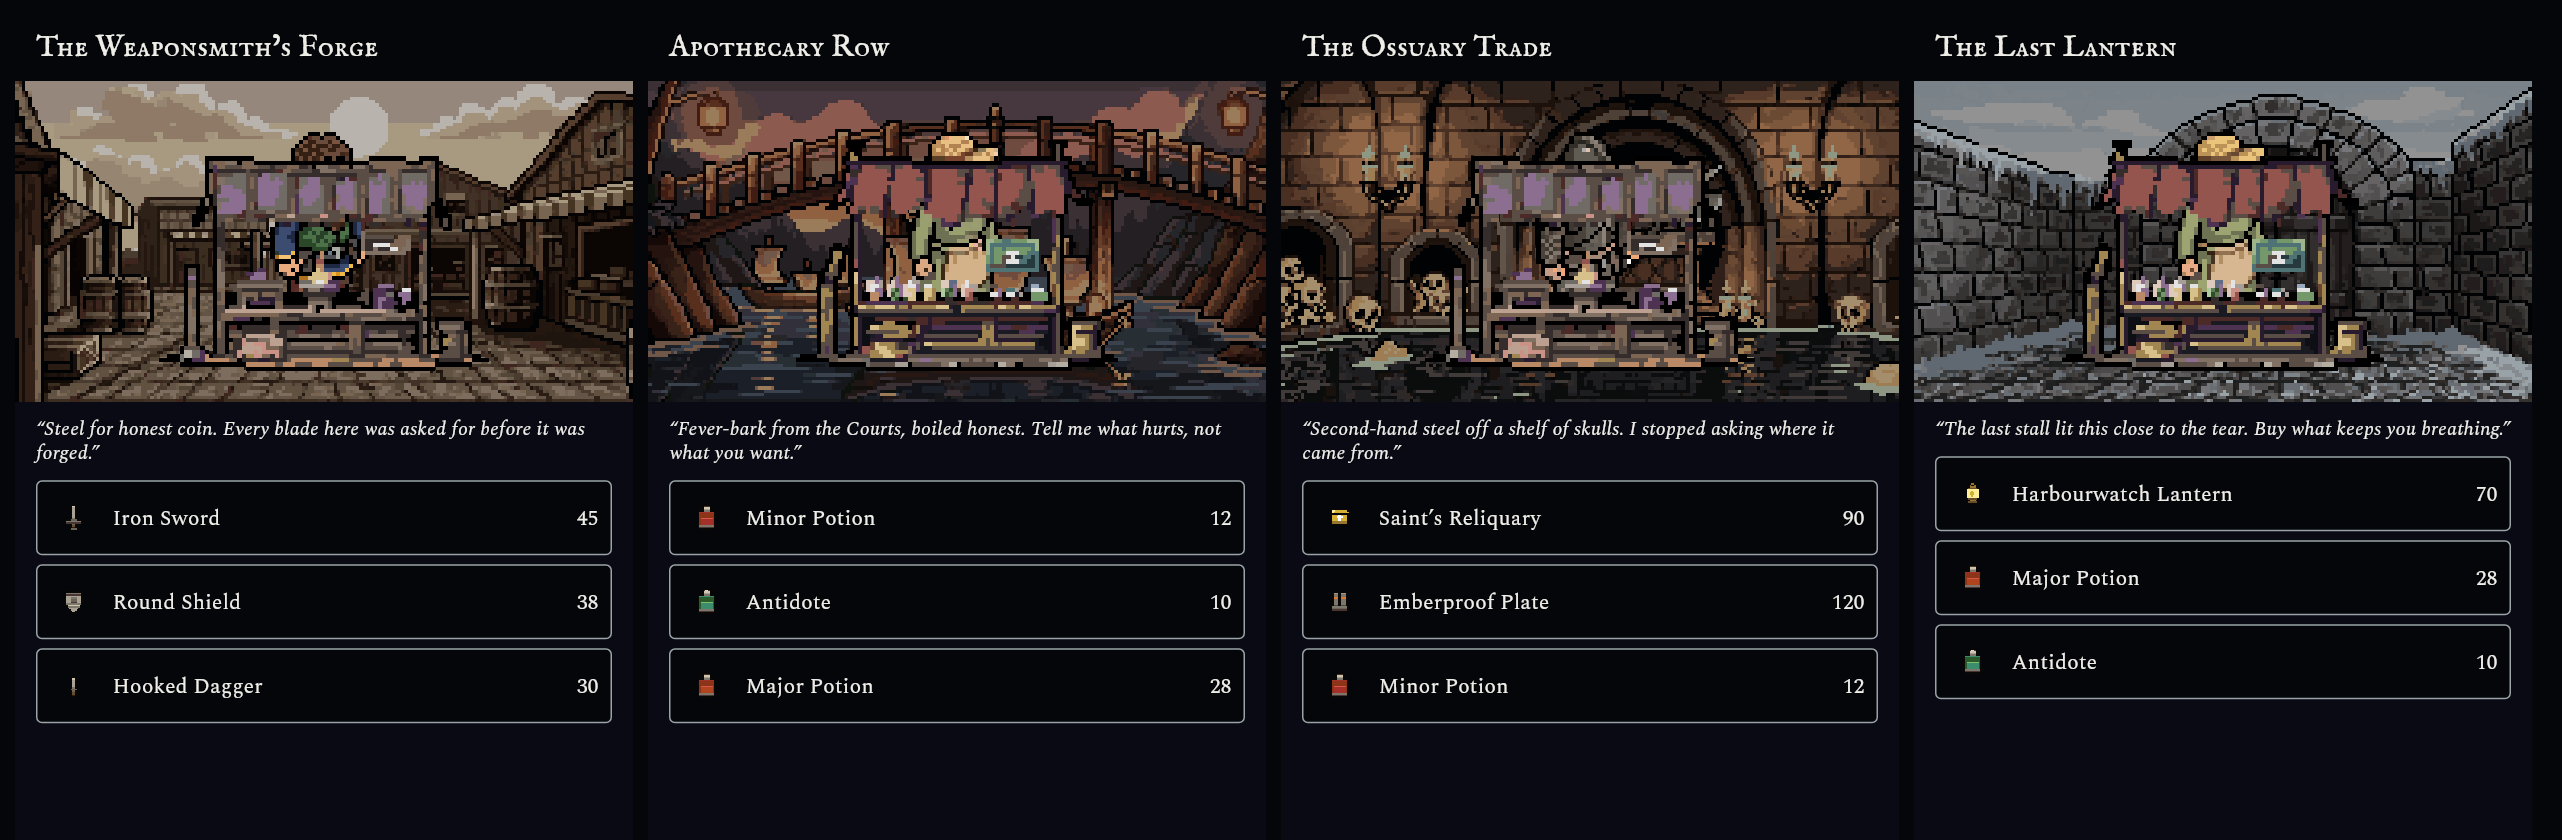 The Weaponsmith’s Forge
“Steel for honest coin. Every blade here was asked for before it was
forged.”
Iron Sword 45
Round Shield 38
Hooked Dagger 30
Apothecary Row
“Fever-bark from the Courts, boiled honest. Tell me what hurts, not
what you want.”
Minor Potion 12
Antidote 10
Major Potion 28
The Ossuary Trade
“Second-hand steel off a shelf of skulls. I stopped asking where it
came from.”
Saint’s Reliquary 90
Emberproof Plate 120
Minor Potion 12
The Last Lantern
“The last stall lit this close to the tear. Buy what keeps you breathing.”
Harbourwatch Lantern 70
Major Potion 28
Antidote 10